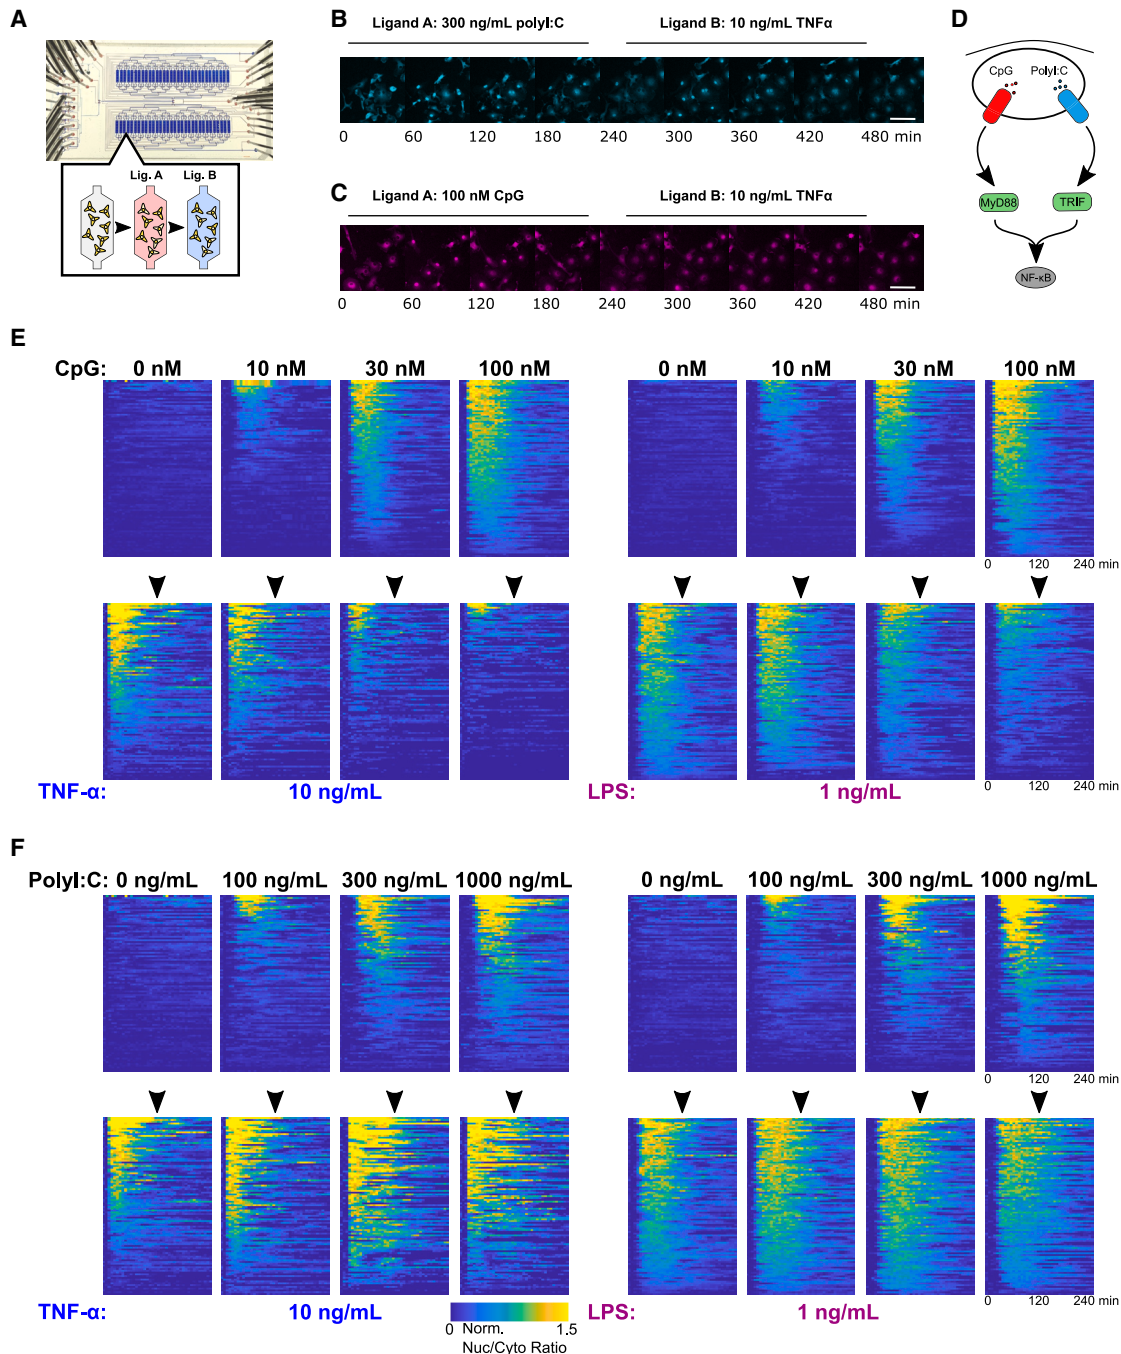 A
Lig. A
Lig. B
B
Ligand A: 300 ng/mL polyI:C
Ligand B: 10 ng/mL TNFα
0 60 120 180 240 300 360 420 480 min
C
Ligand A: 100 nM CpG
Ligand B: 10 ng/mL TNFα
0 60 120 180 240 300 360 420 480 min
D
CpG
PolyI:C
MyD88
TRIF
NF-κB
E
CpG: 0 nM 10 nM 30 nM 100 nM
0 nM 10 nM 30 nM 100 nM
0 120 240 min
TNF-α: 10 ng/mL
LPS: 1 ng/mL
0 120 240 min
F
PolyI:C: 0 ng/mL 100 ng/mL 300 ng/mL 1000 ng/mL
0 ng/mL 100 ng/mL 300 ng/mL 1000 ng/mL
0 120 240 min
TNF-α: 10 ng/mL
0 Norm. 1.5
Nuc/Cyto Ratio
LPS: 1 ng/mL
0 120 240 min